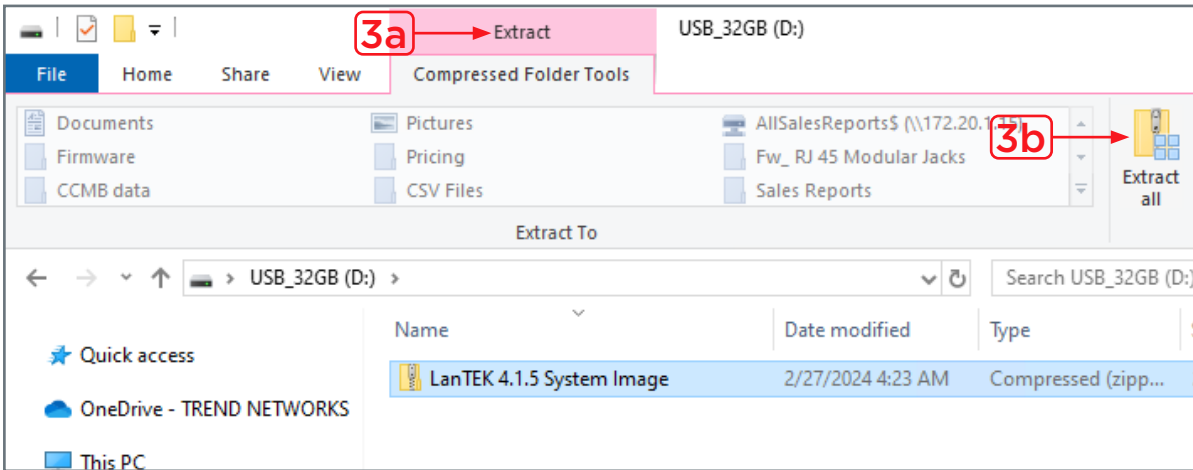 3a
Extract
USB_32GB (D:)
File Home Share View Compressed Folder Tools
Documents Pictures AllSalesReports$ (\\172.20.1.15)
3b
Firmware Pricing Fw_ RJ 45 Modular Jacks
CCMB data CSV Files Sales Reports
Extract all
Extract To
USB_32GB (D:) Search USB_32GB (D:)
Name Date modified Type
Quick access
LanTEK 4.1.5 System Image 2/27/2024 4:23 AM Compressed (zipp...
OneDrive - TREND NETWORKS
This PC